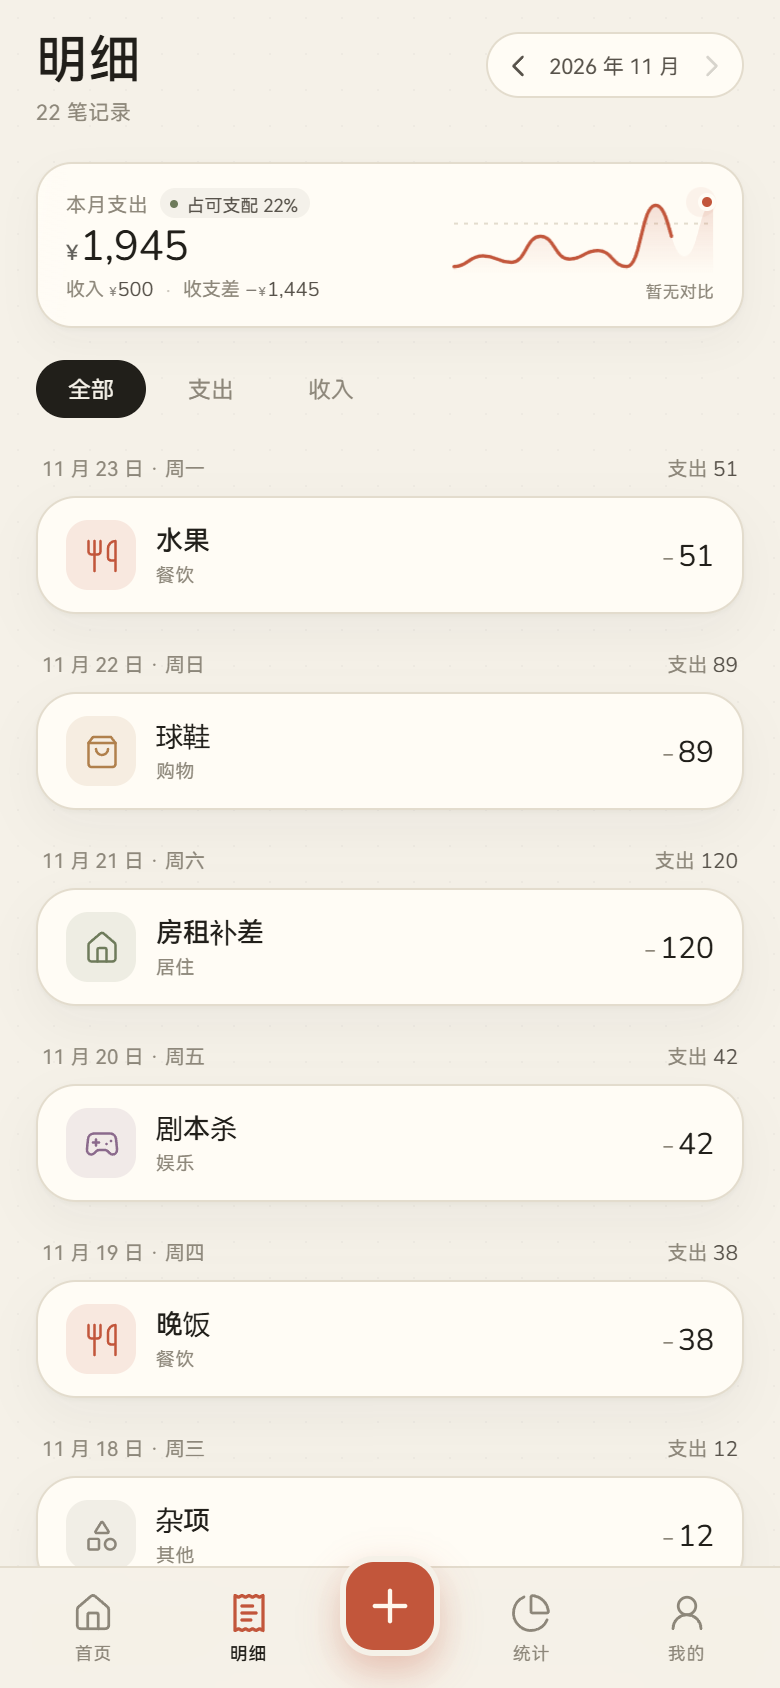 明细
2026 年 11 月
22 笔记录
本月支出 占可支配 22%
¥1,945
收入 ¥500 · 收支差 −¥1,445
暂无对比
全部 支出 收入
11 月 23 日 · 周一 支出 51
水果
餐饮
−51
11 月 22 日 · 周日 支出 89
球鞋
购物
−89
11 月 21 日 · 周六 支出 120
房租补差
居住
−120
11 月 20 日 · 周五 支出 42
剧本杀
娱乐
−42
11 月 19 日 · 周四 支出 38
晚饭
餐饮
−38
11 月 18 日 · 周三 支出 12
杂项
其他
−12
首页 明细 统计 我的